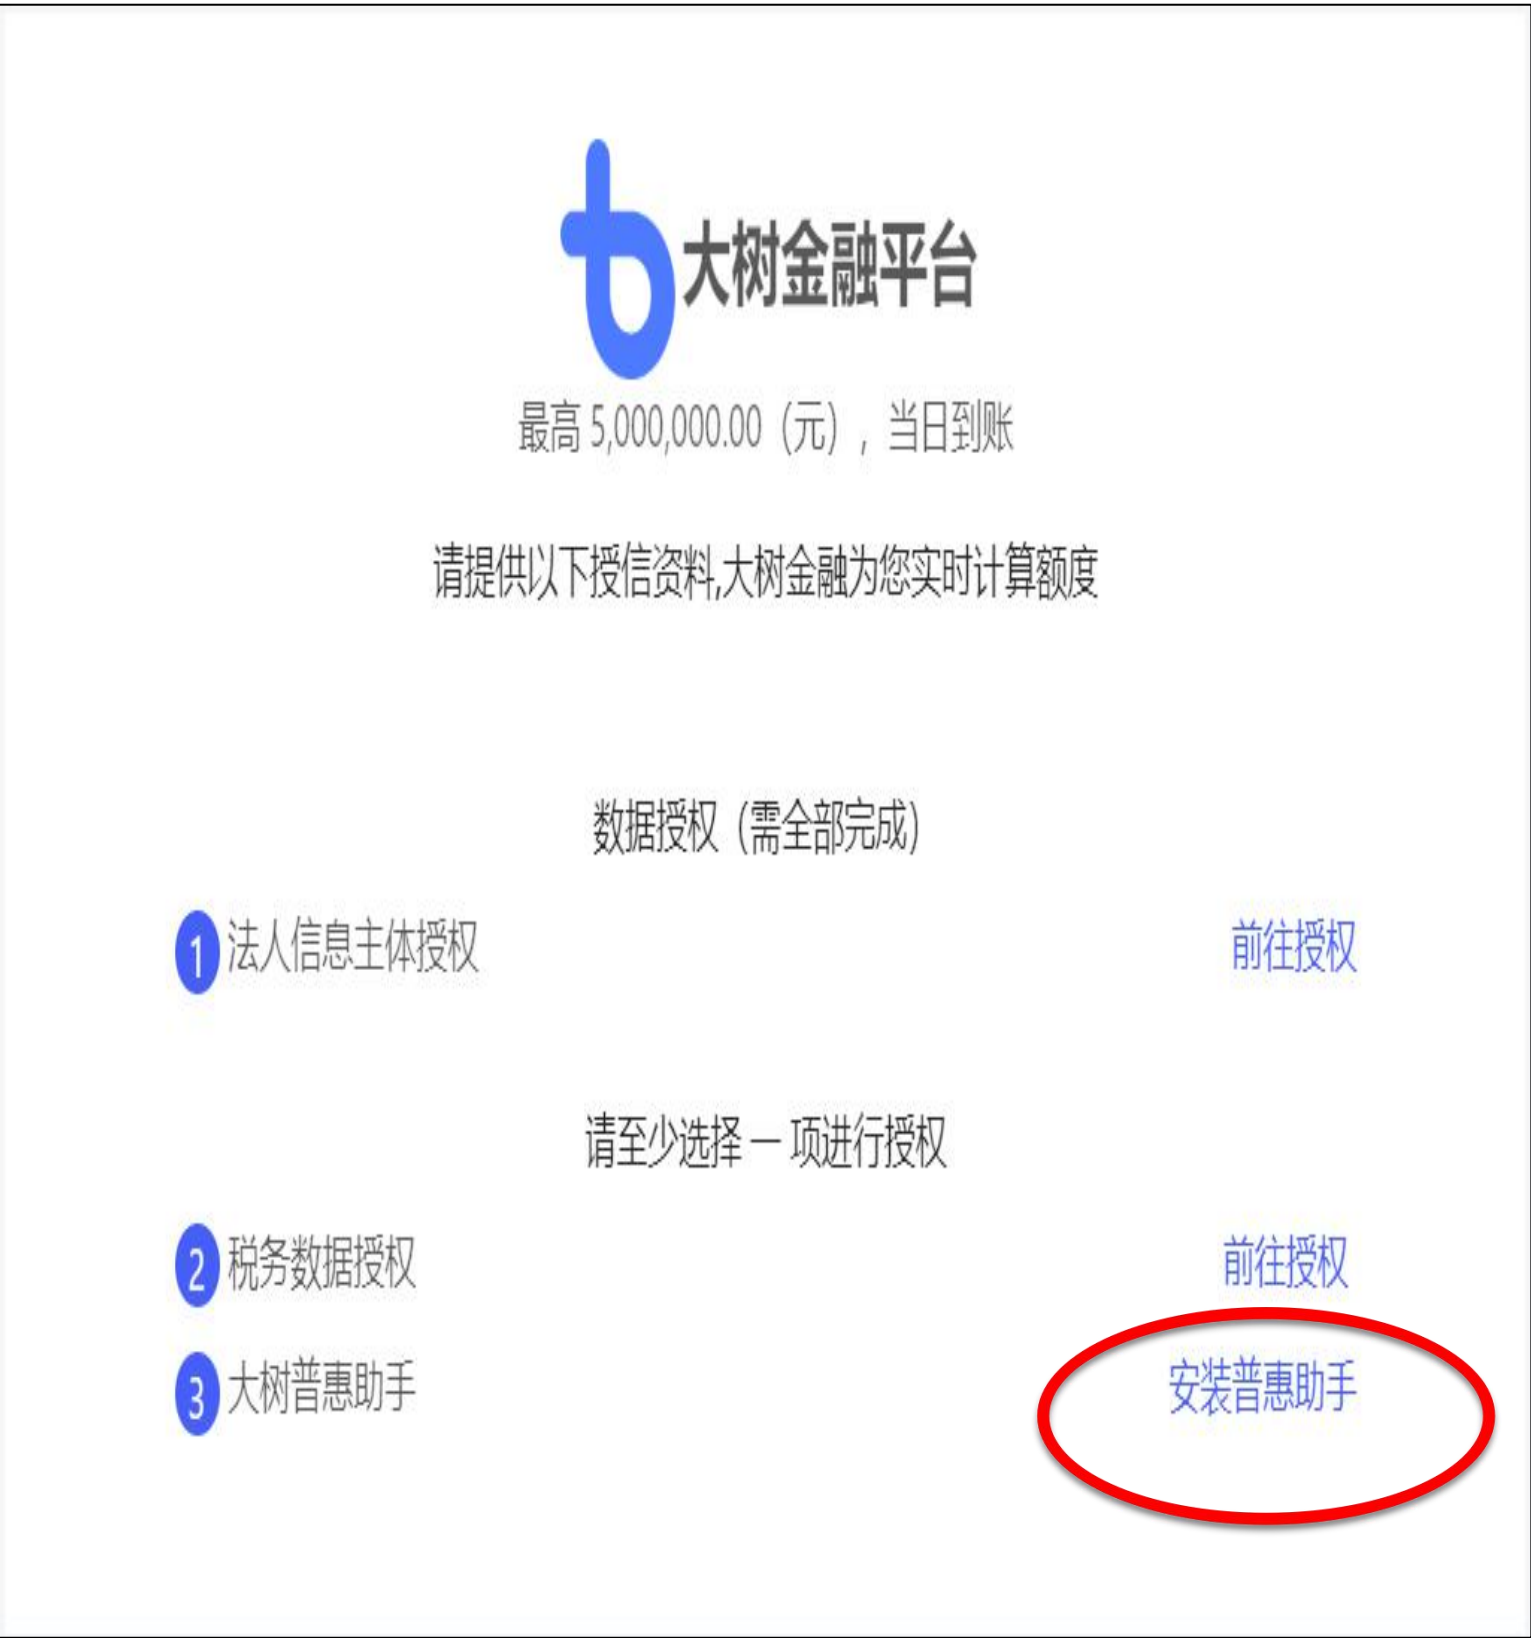 大树金融平台
最高 5,000,000.00（元），当日到账
请提供以下授信资料,大树金融为您实时计算额度
数据授权（需全部完成）
1 法人信息主体授权 前往授权
请至少选择 一 项进行授权
2 税务数据授权 前往授权
3 大树普惠助手 安装普惠助手